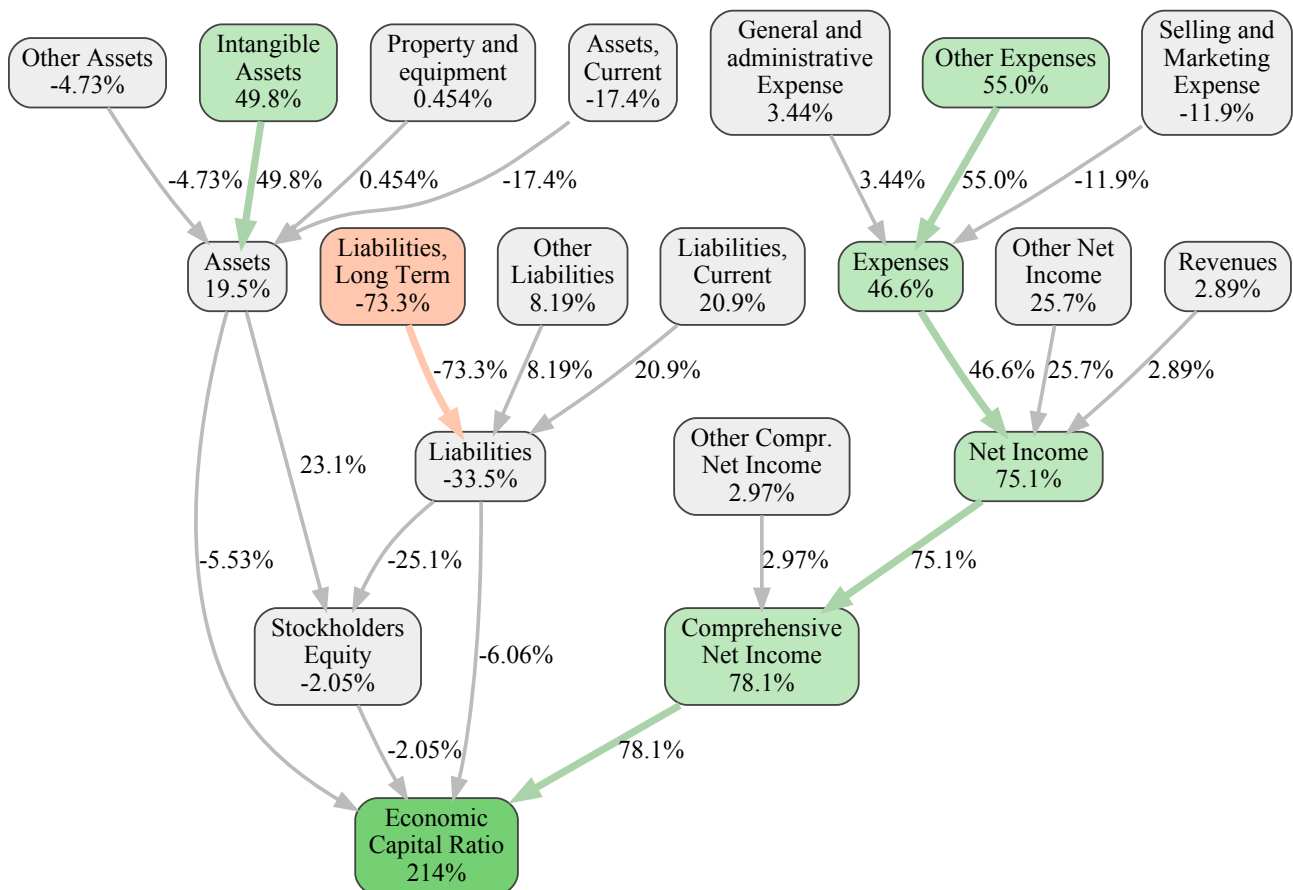 Other Assets
-4.73%
Intangible
Assets
49.8%
Property and
equipment
0.454%
Assets,
Current
-17.4%
General and
administrative
Expense
3.44%
Other Expenses
55.0%
Selling and
Marketing
Expense
-11.9%
-4.73%
49.8%
0.454%
-17.4%
3.44%
55.0%
-11.9%
Assets
19.5%
Liabilities,
Long Term
-73.3%
Other
Liabilities
8.19%
Liabilities,
Current
20.9%
Expenses
46.6%
Other Net
Income
25.7%
Revenues
2.89%
-73.3%
8.19%
20.9%
46.6%
25.7%
2.89%
23.1%
Liabilities
-33.5%
Other Compr.
Net Income
2.97%
Net Income
75.1%
-5.53%
-25.1%
2.97%
75.1%
Stockholders
Equity
-2.05%
-6.06%
Comprehensive
Net Income
78.1%
-2.05%
78.1%
Economic
Capital Ratio
214%